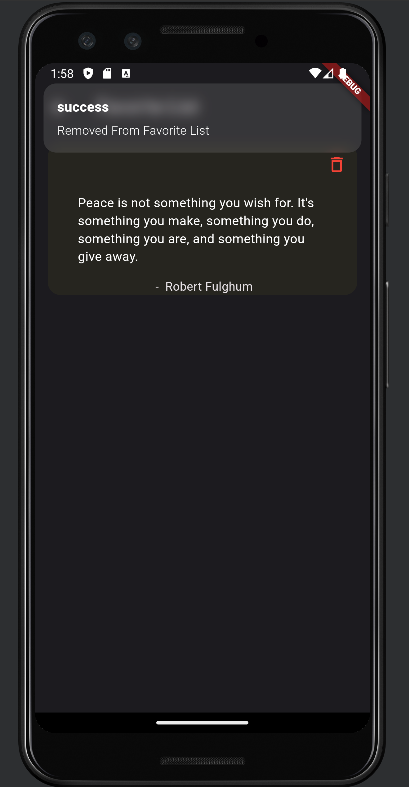 1:58
DEBUG
success
Removed From Favorite List
Peace is not something you wish for. It's
something you make, something you do,
something you are, and something you
give away.
- Robert Fulghum